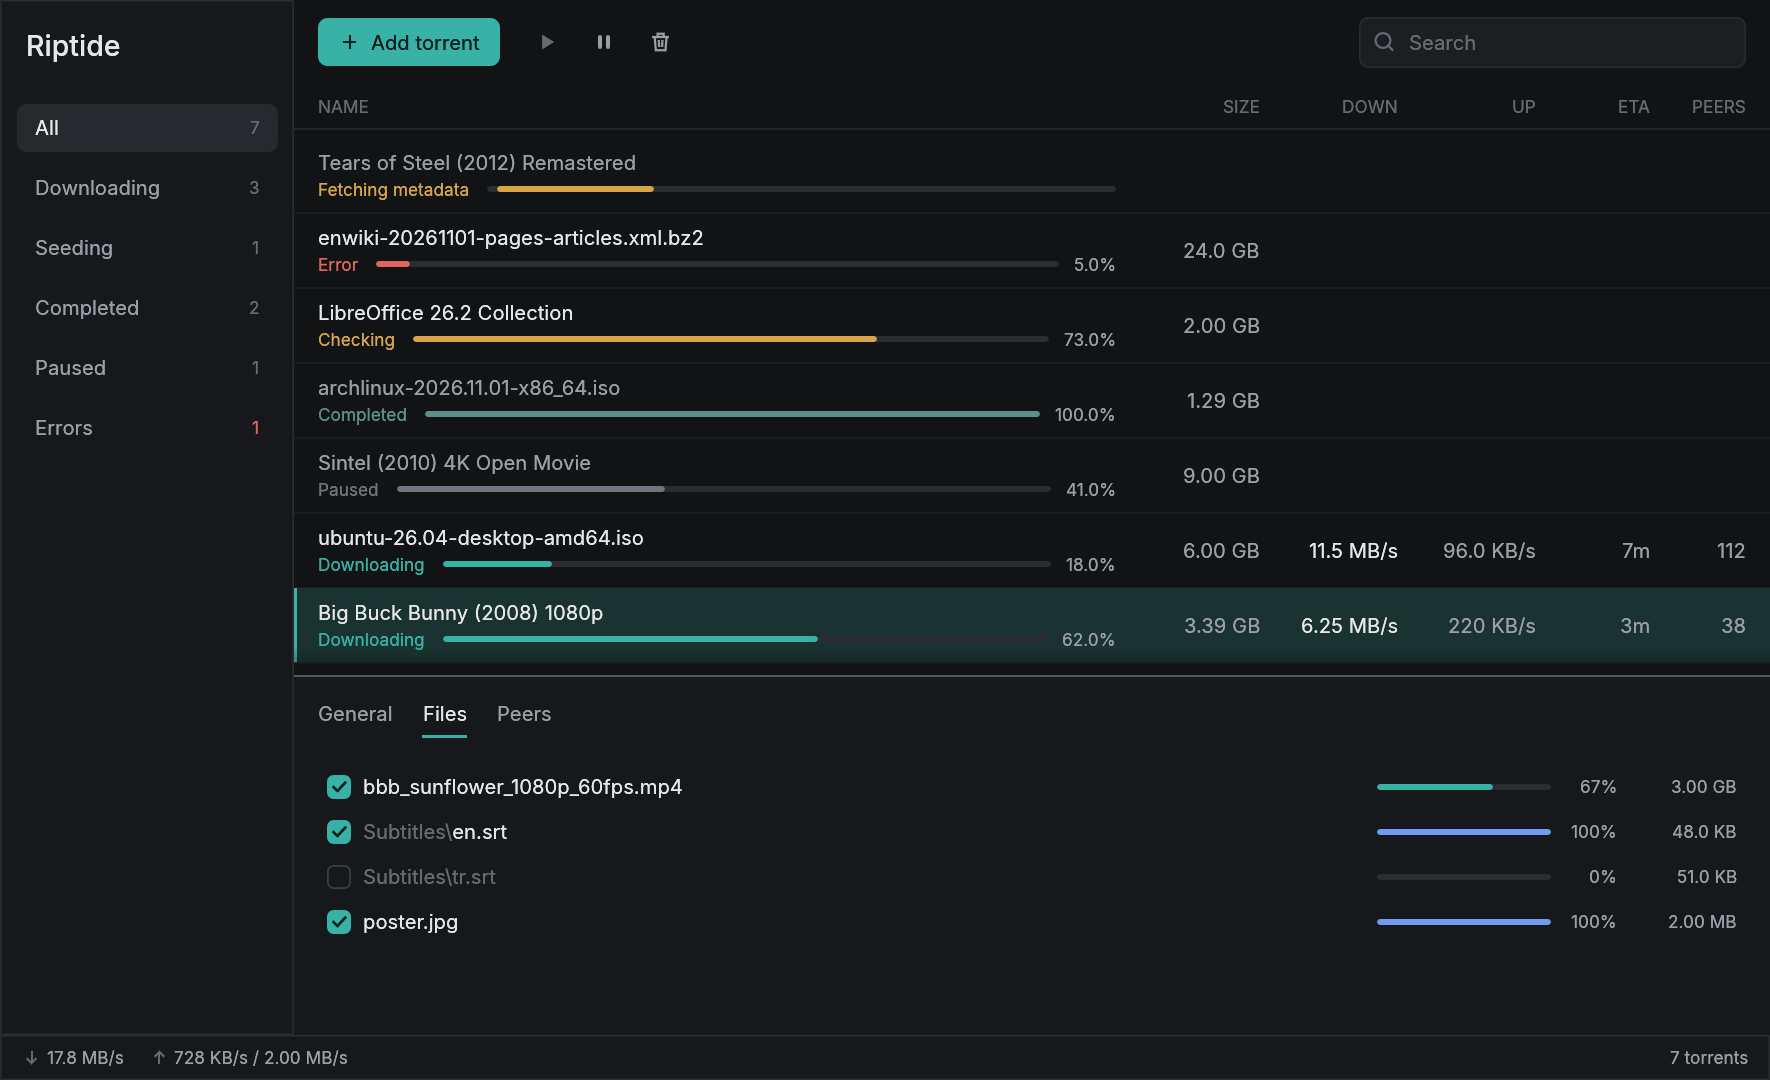 Riptide
All 7
Downloading 3
Seeding 1
Completed 2
Paused 1
Errors 1
+ Add torrent
Search
NAME SIZE DOWN UP ETA PEERS
Tears of Steel (2012) Remastered
Fetching metadata
enwiki-20261101-pages-articles.xml.bz2
Error 5.0% 24.0 GB
LibreOffice 26.2 Collection
Checking 73.0% 2.00 GB
archlinux-2026.11.01-x86_64.iso
Completed 100.0% 1.29 GB
Sintel (2010) 4K Open Movie
Paused 41.0% 9.00 GB
ubuntu-26.04-desktop-amd64.iso
Downloading 18.0% 6.00 GB 11.5 MB/s 96.0 KB/s 7m 112
Big Buck Bunny (2008) 1080p
Downloading 62.0% 3.39 GB 6.25 MB/s 220 KB/s 3m 38
General Files Peers
bbb_sunflower_1080p_60fps.mp4 67% 3.00 GB
Subtitles\en.srt 100% 48.0 KB
Subtitles\tr.srt 0% 51.0 KB
poster.jpg 100% 2.00 MB
↓ 17.8 MB/s ↑ 728 KB/s / 2.00 MB/s 7 torrents